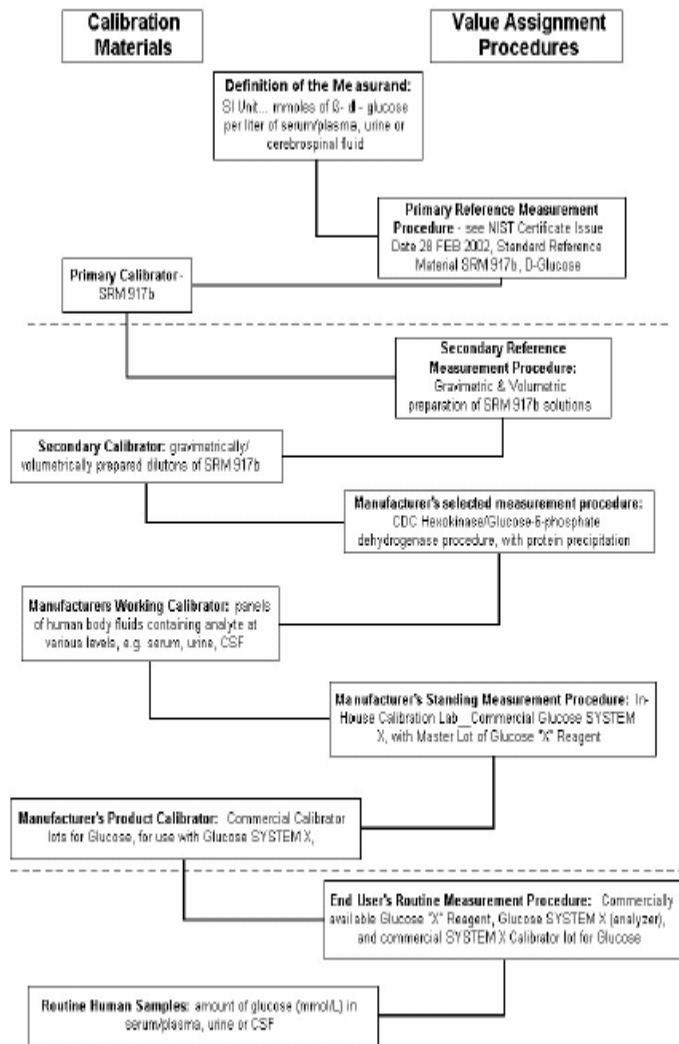 Calibration
Materials
Value Assignment
Procedures
Definition of the Measurand:
SI Unit... mmoles of ß- d - glucose
per liter of serum/plasma, urine or
cerebrospinal fluid
Primary Reference Measurement
Procedure - see NIST Certificate Issue
Date 28 FEB 2002, Standard Reference
Material SRM 917b, D-Glucose
Primary Calibrator-
SRM 917b
Secondary Reference
Measurement Procedure:
Gravimetric & Volumetric
preparation of SRM 917b solutions
Secondary Calibrator: gravimetrically/
volumetrically prepared dilutons of SRM 917b
Manufacturer's selected measurement procedure:
CDC Hexokinase/Glucose-6-phosphate
dehydrogenase procedure, with protein precipitation
Manufacturers Working Calibrator: panels
of human body fluids containing analyte at
various levels, e.g. serum, urine, CSF
Manufacturer's Standing Measurement Procedure: In-
House Calibration Lab__Commercial Glucose SYSTEM
X, with Master Lot of Glucose "X" Reagent
Manufacturer's Product Calibrator: Commercial Calibrator
lots for Glucose, for use with Glucose SYSTEM X,
End User's Routine Measurement Procedure: Commercially
available Glucose "X" Reagent, Glucose SYSTEM X (analyzer),
and commercial SYSTEM X Calibrator lot for Glucose
Routine Human Samples: amount of glucose (mmol/L) in
serum/plasma, urine or CSF